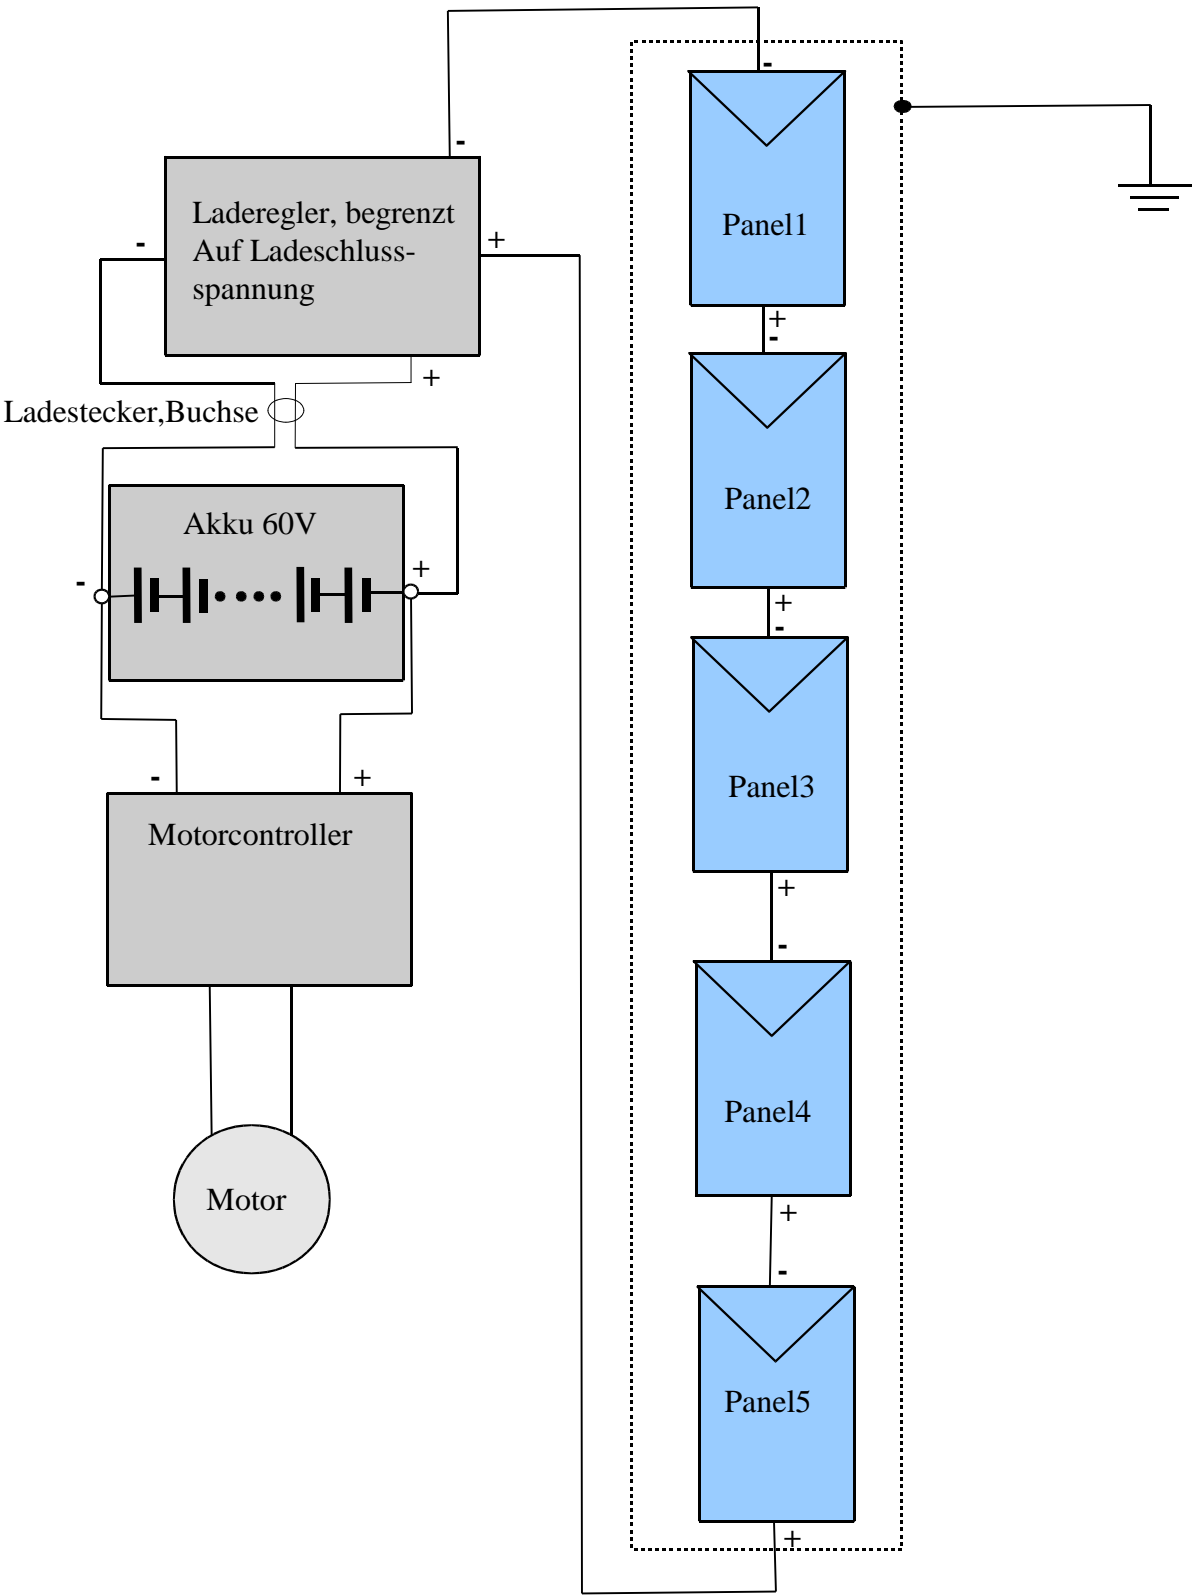 -
-
Panel1
Laderegler, begrenzt
Auf Ladeschluss-
spannung
-
+
+
Ladestecker,Buchse
+
-
Panel2
Akku 60V
-
+
+
-
Panel3
-
+
Motorcontroller
+
-
Panel4
Motor
+
-
Panel5
+